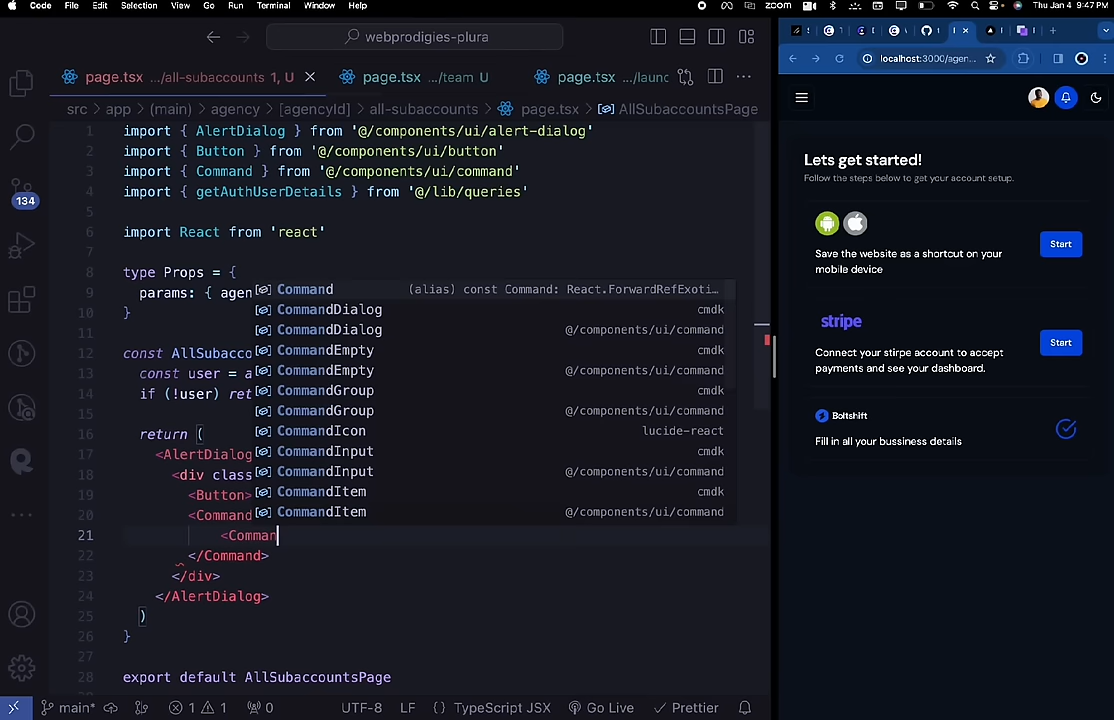 Code File Edit Selection View Go Run Terminal Window Help
zoom
Thu Jan 4 9:47 PM
webprodigies-plura
page.tsx .../all-subaccounts 1, U
page.tsx .../team U
page.tsx .../launc
src > app > (main) > agency > [agencyId] > all-subaccounts > page.tsx > AllSubaccountsPage
1 import { AlertDialog } from '@/components/ui/alert-dialog'
2 import { Button } from '@/components/ui/button'
3 import { Command } from '@/components/ui/command'
4 import { getAuthUserDetails } from '@/lib/queries'
5
6 import React from 'react'
7
8 type Props = {
9 params: { agen
10 }
11
12 const AllSubacco
13 const user = a
14 if (!user) ret
15
16 return (
17 <AlertDialog
18 <div class
19 <Button>
20 <Command
21 <Comman
22 </Command>
23 </div>
24 </AlertDialog>
25 )
26 }
27
28 export default AllSubaccountsPage
Command (alias) const Command: React.ForwardRefExoti…
CommandDialog cmdk
CommandDialog @/components/ui/command
CommandEmpty cmdk
CommandEmpty @/components/ui/command
CommandGroup cmdk
CommandGroup @/components/ui/command
CommandIcon lucide-react
CommandInput cmdk
CommandInput @/components/ui/command
CommandItem cmdk
CommandItem @/components/ui/command
134
main* 1 1 0 UTF-8 LF {} TypeScript JSX Go Live Prettier
localhost:3000/agen...
Lets get started!
Follow the steps below to get your account setup.
Save the website as a shortcut on your
mobile device
Start
stripe
Connect your stirpe account to accept
payments and see your dashboard.
Start
Boltshift
Fill in all your bussiness details